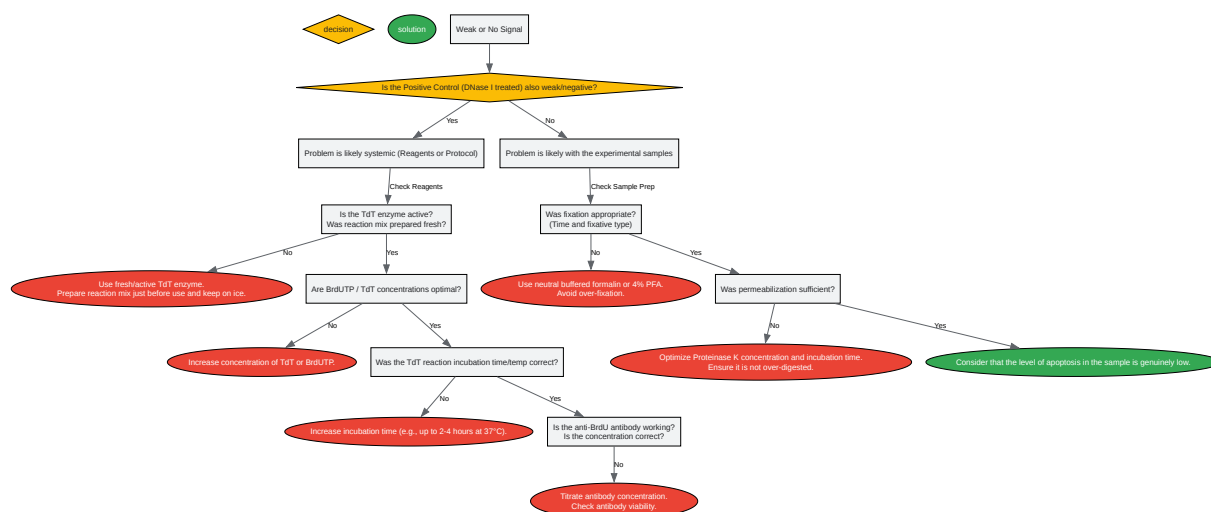 decision
solution
Weak or No Signal
Is the Positive Control (DNase I treated) also weak/negative?
Yes
No
Problem is likely systemic (Reagents or Protocol)
Problem is likely with the experimental samples
Check Reagents
Check Sample Prep
Is the TdT enzyme active?
Was reaction mix prepared fresh?
Was fixation appropriate?
(Time and fixative type)
No
Yes
No
Yes
Use fresh/active TdT enzyme.
Prepare reaction mix just before use and keep on ice.
Are BrdUTP / TdT concentrations optimal?
Use neutral buffered formalin or 4% PFA.
Avoid over-fixation.
Was permeabilization sufficient?
No
Yes
No
Yes
Increase concentration of TdT or BrdUTP.
Was the TdT reaction incubation time/temp correct?
Optimize Proteinase K concentration and incubation time.
Ensure it is not over-digested.
Consider that the level of apoptosis in the sample is genuinely low.
No
Yes
Increase incubation time (e.g., up to 2-4 hours at 37°C).
Is the anti-BrdU antibody working?
Is the concentration correct?
No
Titrate antibody concentration.
Check antibody viability.